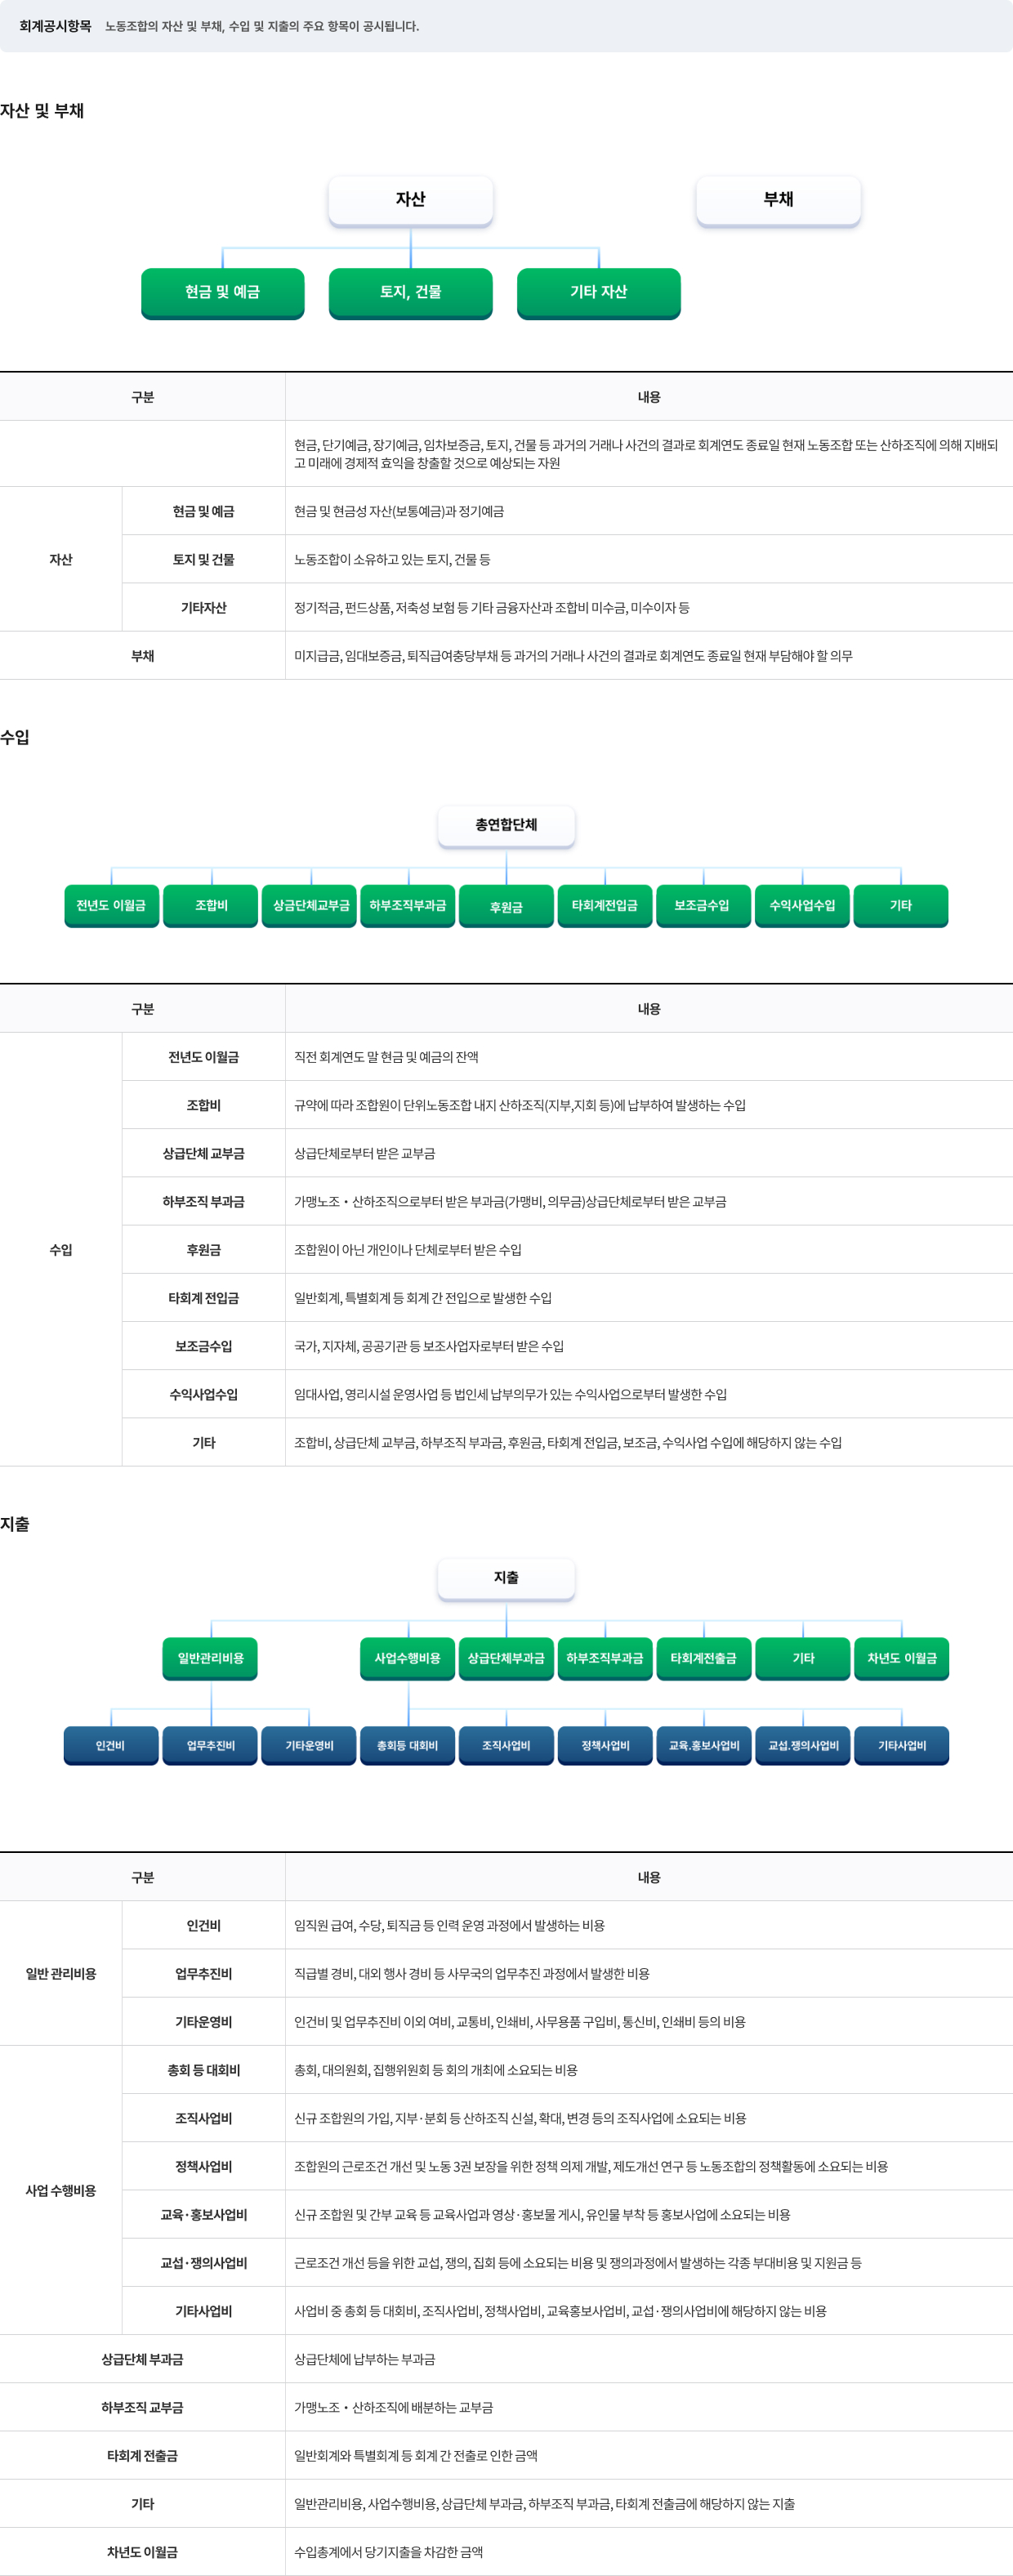 회계공시항목 노동조합의 자산 및 부채, 수입 및 지출의 주요 항목이 공시됩니다.
자산 및 부채
자산 부채
현금 및 예금 토지, 건물 기타 자산
구분 내용
현금, 단기예금, 장기예금, 임차보증금, 토지, 건물 등 과거의 거래나 사건의 결과로 회계연도 종료일 현재 노동조합 또는 산하조직에 의해 지배되
고 미래에 경제적 효익을 창출할 것으로 예상되는 자원
자산
현금 및 예금 현금 및 현금성 자산(보통예금)과 정기예금
토지 및 건물 노동조합이 소유하고 있는 토지, 건물 등
기타자산 정기적금, 펀드상품, 저축성 보험 등 기타 금융자산과 조합비 미수금, 미수이자 등
부채 미지급금, 임대보증금, 퇴직급여충당부채 등 과거의 거래나 사건의 결과로 회계연도 종료일 현재 부담해야 할 의무
수입
총연합단체
전년도 이월금 조합비 상급단체교부금 하부조직부과금 후원금 타회계전입금 보조금수입 수익사업수입 기타
구분 내용
수입
전년도 이월금 직전 회계연도 말 현금 및 예금의 잔액
조합비 규약에 따라 조합원이 단위노동조합 내지 산하조직(지부,지회 등)에 납부하여 발생하는 수입
상급단체 교부금 상급단체로부터 받은 교부금
하부조직 부과금 가맹노조・산하조직으로부터 받은 부과금(가맹비, 의무금)상급단체로부터 받은 교부금
후원금 조합원이 아닌 개인이나 단체로부터 받은 수입
타회계 전입금 일반회계, 특별회계 등 회계 간 전입으로 발생한 수입
보조금수입 국가, 지자체, 공공기관 등 보조사업자로부터 받은 수입
수익사업수입 임대사업, 영리시설 운영사업 등 법인세 납부의무가 있는 수익사업으로부터 발생한 수입
기타 조합비, 상급단체 교부금, 하부조직 부과금, 후원금, 타회계 전입금, 보조금, 수익사업 수입에 해당하지 않는 수입
지출
지출
일반관리비용 사업수행비용 상급단체부과금 하부조직부과금 타회계전출금 기타 차년도 이월금
인건비 업무추진비 기타운영비 총회등 대회비 조직사업비 정책사업비 교육.홍보사업비 교섭.쟁의사업비 기타사업비
구분 내용
일반 관리비용
인건비 임직원 급여, 수당, 퇴직금 등 인력 운영 과정에서 발생하는 비용
업무추진비 직급별 경비, 대외 행사 경비 등 사무국의 업무추진 과정에서 발생한 비용
기타운영비 인건비 및 업무추진비 이외 여비, 교통비, 인쇄비, 사무용품 구입비, 통신비, 인쇄비 등의 비용
사업 수행비용
총회 등 대회비 총회, 대의원회, 집행위원회 등 회의 개최에 소요되는 비용
조직사업비 신규 조합원의 가입, 지부·분회 등 산하조직 신설, 확대, 변경 등의 조직사업에 소요되는 비용
정책사업비 조합원의 근로조건 개선 및 노동 3권 보장을 위한 정책 의제 개발, 제도개선 연구 등 노동조합의 정책활동에 소요되는 비용
교육·홍보사업비 신규 조합원 및 간부 교육 등 교육사업과 영상·홍보물 게시, 유인물 부착 등 홍보사업에 소요되는 비용
교섭·쟁의사업비 근로조건 개선 등을 위한 교섭, 쟁의, 집회 등에 소요되는 비용 및 쟁의과정에서 발생하는 각종 부대비용 및 지원금 등
기타사업비 사업비 중 총회 등 대회비, 조직사업비, 정책사업비, 교육홍보사업비, 교섭·쟁의사업비에 해당하지 않는 비용
상급단체 부과금 상급단체에 납부하는 부과금
하부조직 교부금 가맹노조・산하조직에 배분하는 교부금
타회계 전출금 일반회계와 특별회계 등 회계 간 전출로 인한 금액
기타 일반관리비용, 사업수행비용, 상급단체 부과금, 하부조직 부과금, 타회계 전출금에 해당하지 않는 지출
차년도 이월금 수입총계에서 당기지출을 차감한 금액